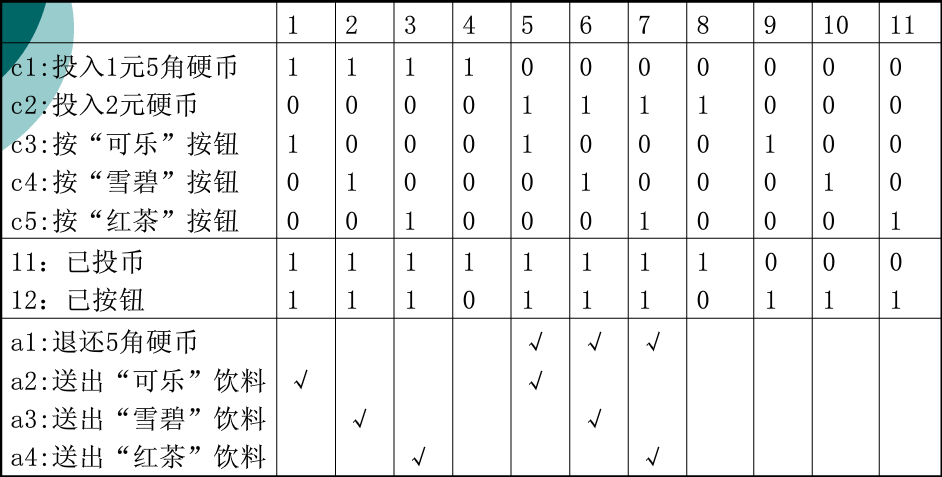 1 2 3 4 5 6 7 8 9 10 11
c1:投入1元5角硬币 1 1 1 1 0 0 0 0 0 0 0
c2:投入2元硬币 0 0 0 0 1 1 1 1 0 0 0
c3:按“可乐”按钮 1 0 0 0 1 0 0 0 1 0 0
c4:按“雪碧”按钮 0 1 0 0 0 1 0 0 0 1 0
c5:按“红茶”按钮 0 0 1 0 0 0 1 0 0 0 1
11：已投币 1 1 1 1 1 1 1 1 0 0 0
12：已按钮 1 1 1 0 1 1 1 0 1 1 1
a1:退还5角硬币 √ √ √
a2:送出“可乐”饮料 √ √
a3:送出“雪碧”饮料 √ √
a4:送出“红茶”饮料 √ √